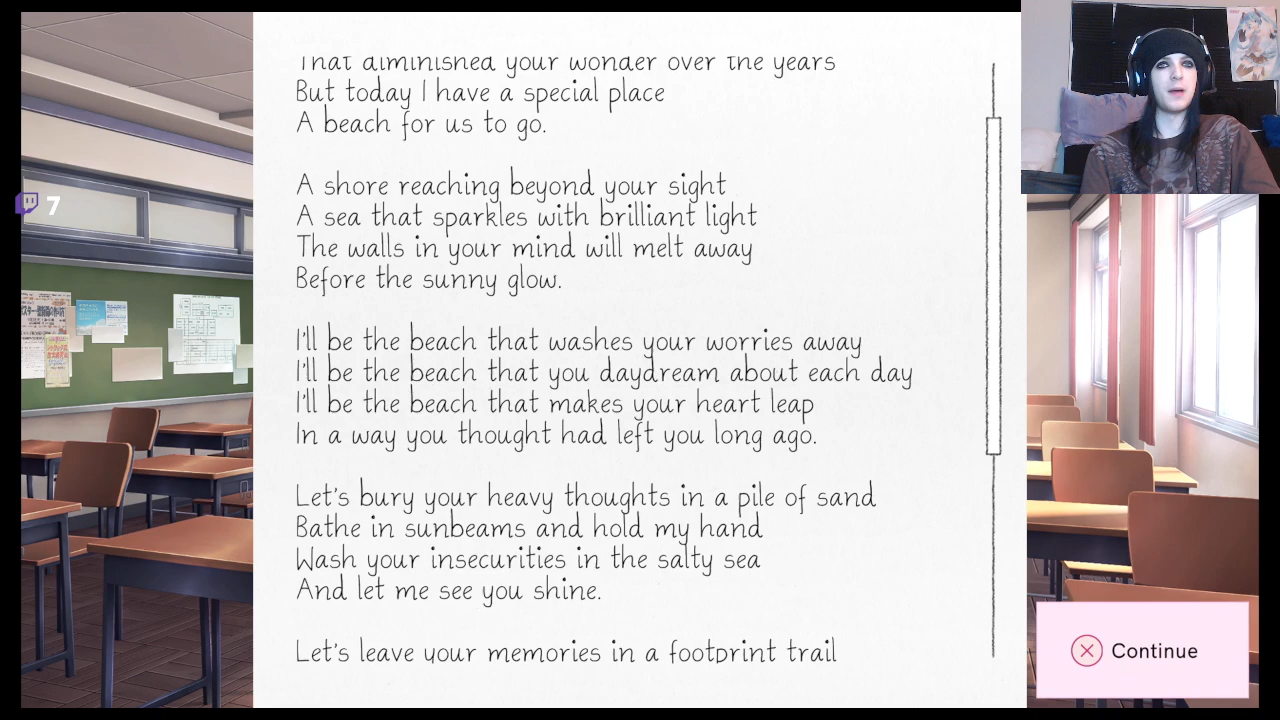 7
That diminished your wonder over the years
But today I have a special place
A beach for us to go.
A shore reaching beyond your sight
A sea that sparkles with brilliant light
The walls in your mind will melt away
Before the sunny glow.
I'll be the beach that washes your worries away
I'll be the beach that you daydream about each day
I'll be the beach that makes your heart leap
In a way you thought had left you long ago.
Let's bury your heavy thoughts in a pile of sand
Bathe in sunbeams and hold my hand
Wash your insecurities in the salty sea
And let me see you shine.
Let's leave your memories in a footprint trail
Continue